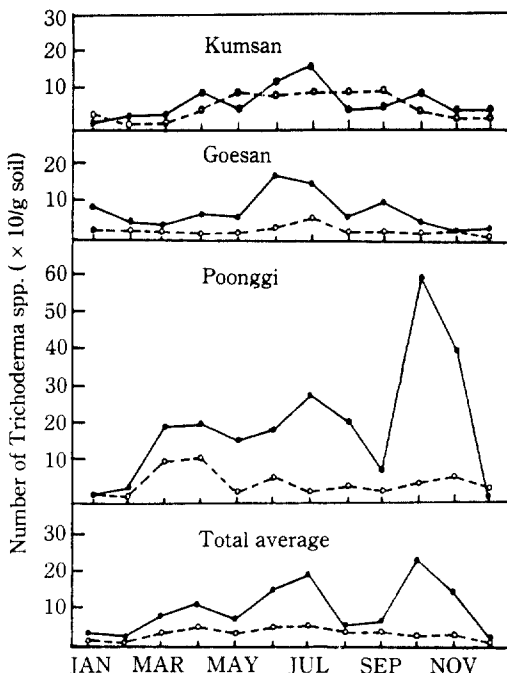 Number of Trichoderma spp. (× 10/g soil)
30
Kumsan
20
10
Goesan
20
10
60
Poonggi
50
40
30
20
10
30
Total average
20
10
JAN MAR MAY JUL SEP NOV